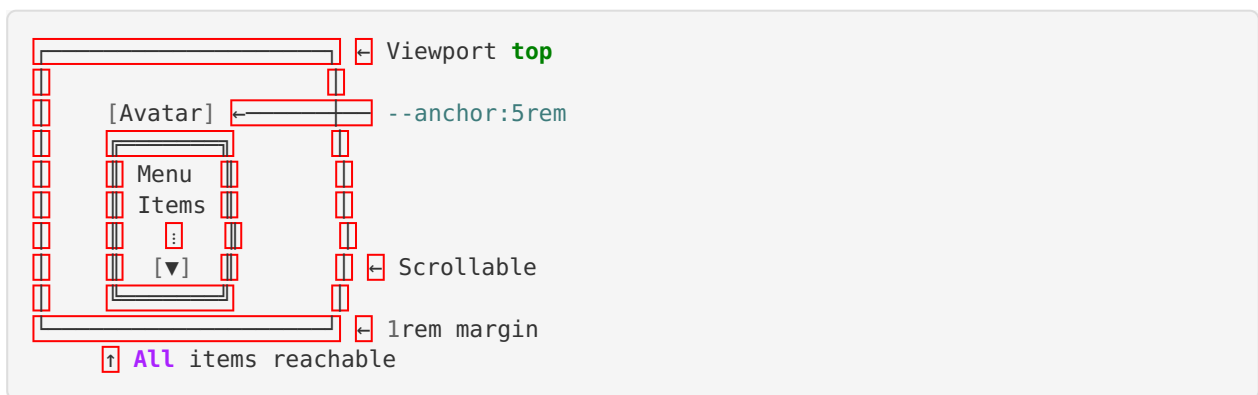 ┌───────────────────────┐ ← Viewport top
│                       │
│     [Avatar] ←───────┼── --anchor:5rem
│     ╔════════╗        │
│     ║ Menu   ║        │
│     ║ Items  ║        │
│     ║   ⋮    ║        │
│     ║  [▼]   ║        │ ← Scrollable
│     ╚════════╝        │
└───────────────────────┘ ← 1rem margin
      ↑ All items reachable